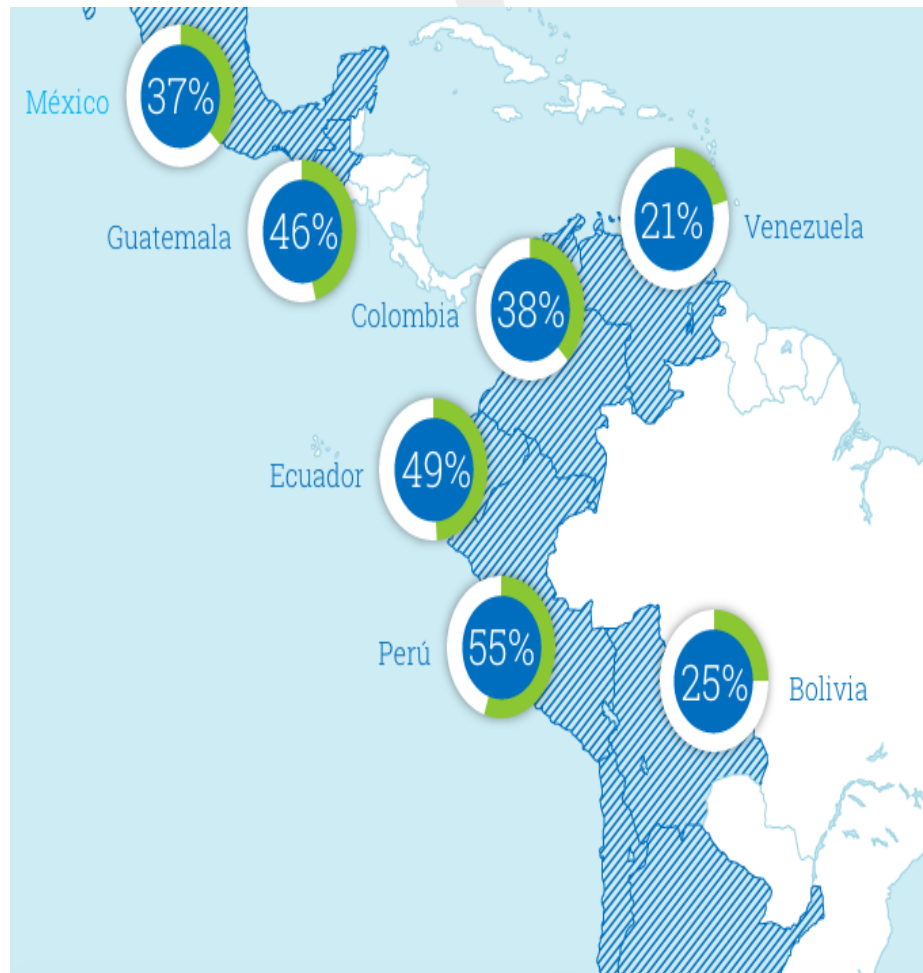 37%
México
46%
Guatemala
21%
Venezuela
38%
Colombia
49%
Ecuador
55%
Perú
25%
Bolivia